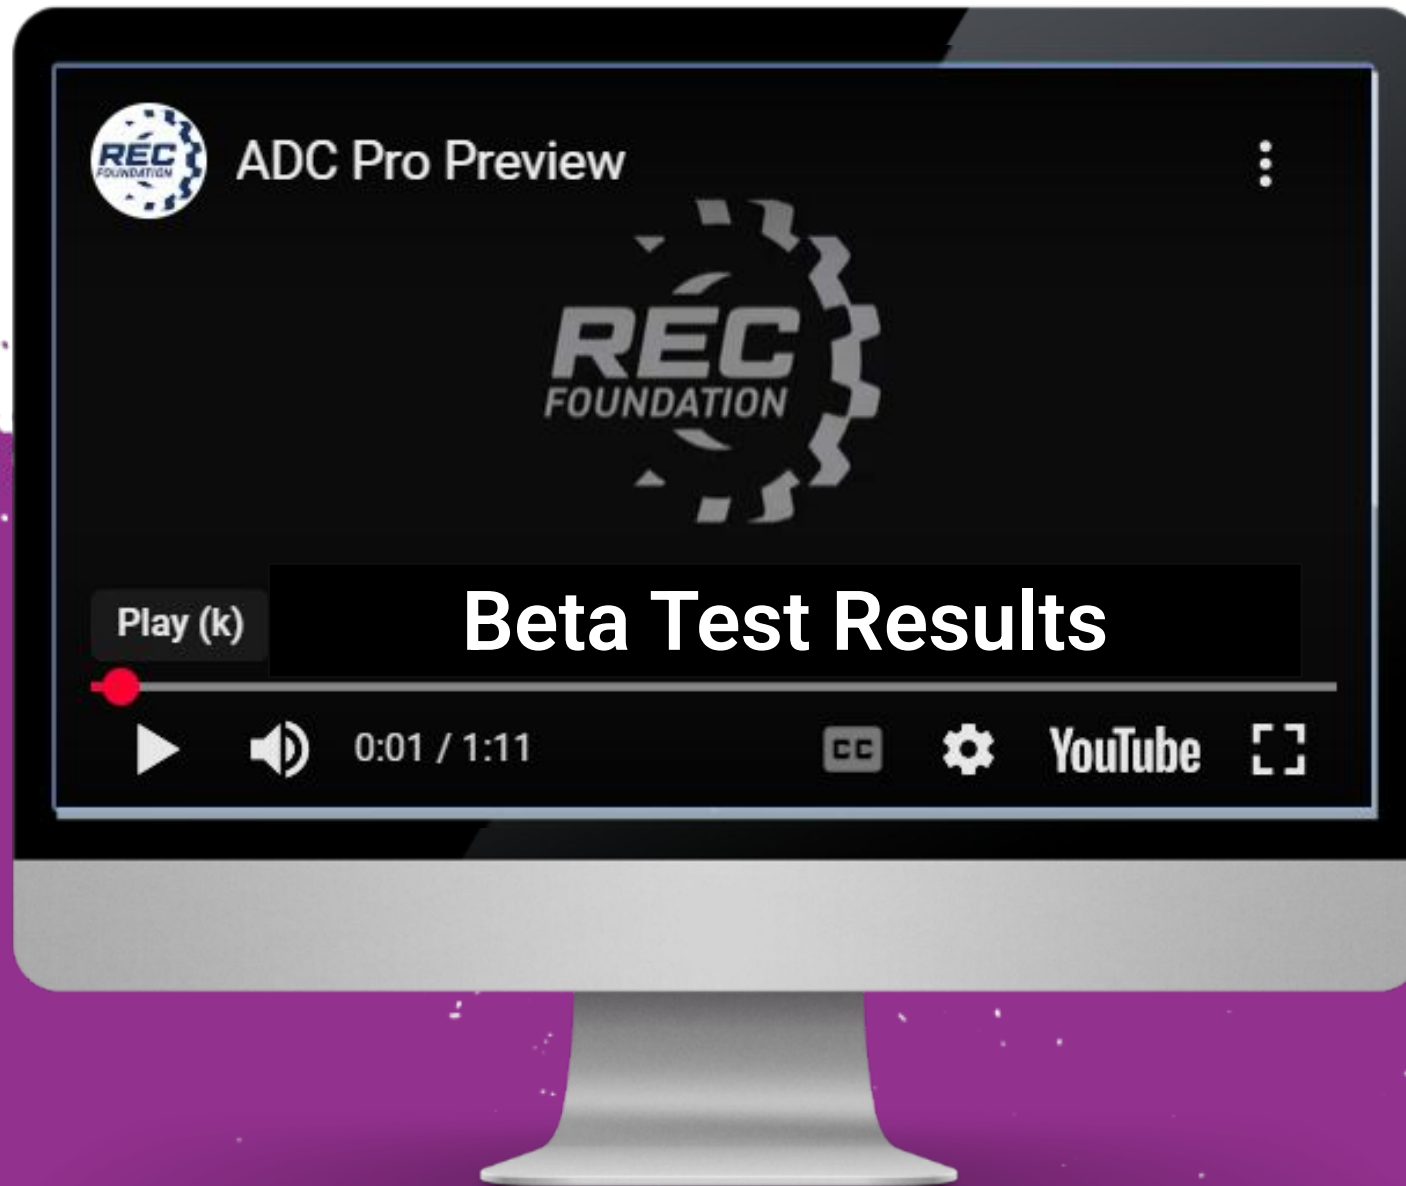 REC
FOUNDATION
ADC Pro Preview
REC
FOUNDATION
Play (k)
Beta Test Results
0:01 / 1:11
CC
YouTube